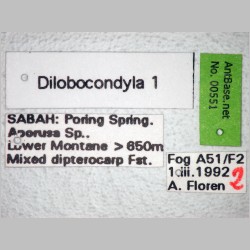 Dilobocondyla 1
AntBase.net
No. 00551
SABAH: Poring Spring.
Aporusa Sp..
Lower Montane > 650m
Mixed dipterocarp Fst.
Fog A51/F2
1.iii.1992
A. Floren
2